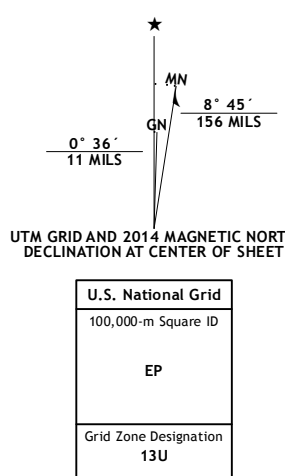 ★
MN
GN
8° 45´
156 MILS
0° 36´
11 MILS
UTM GRID AND 2014 MAGNETIC NORT
DECLINATION AT CENTER OF SHEET
U.S. National Grid
100,000-m Square ID
EP
Grid Zone Designation
13U